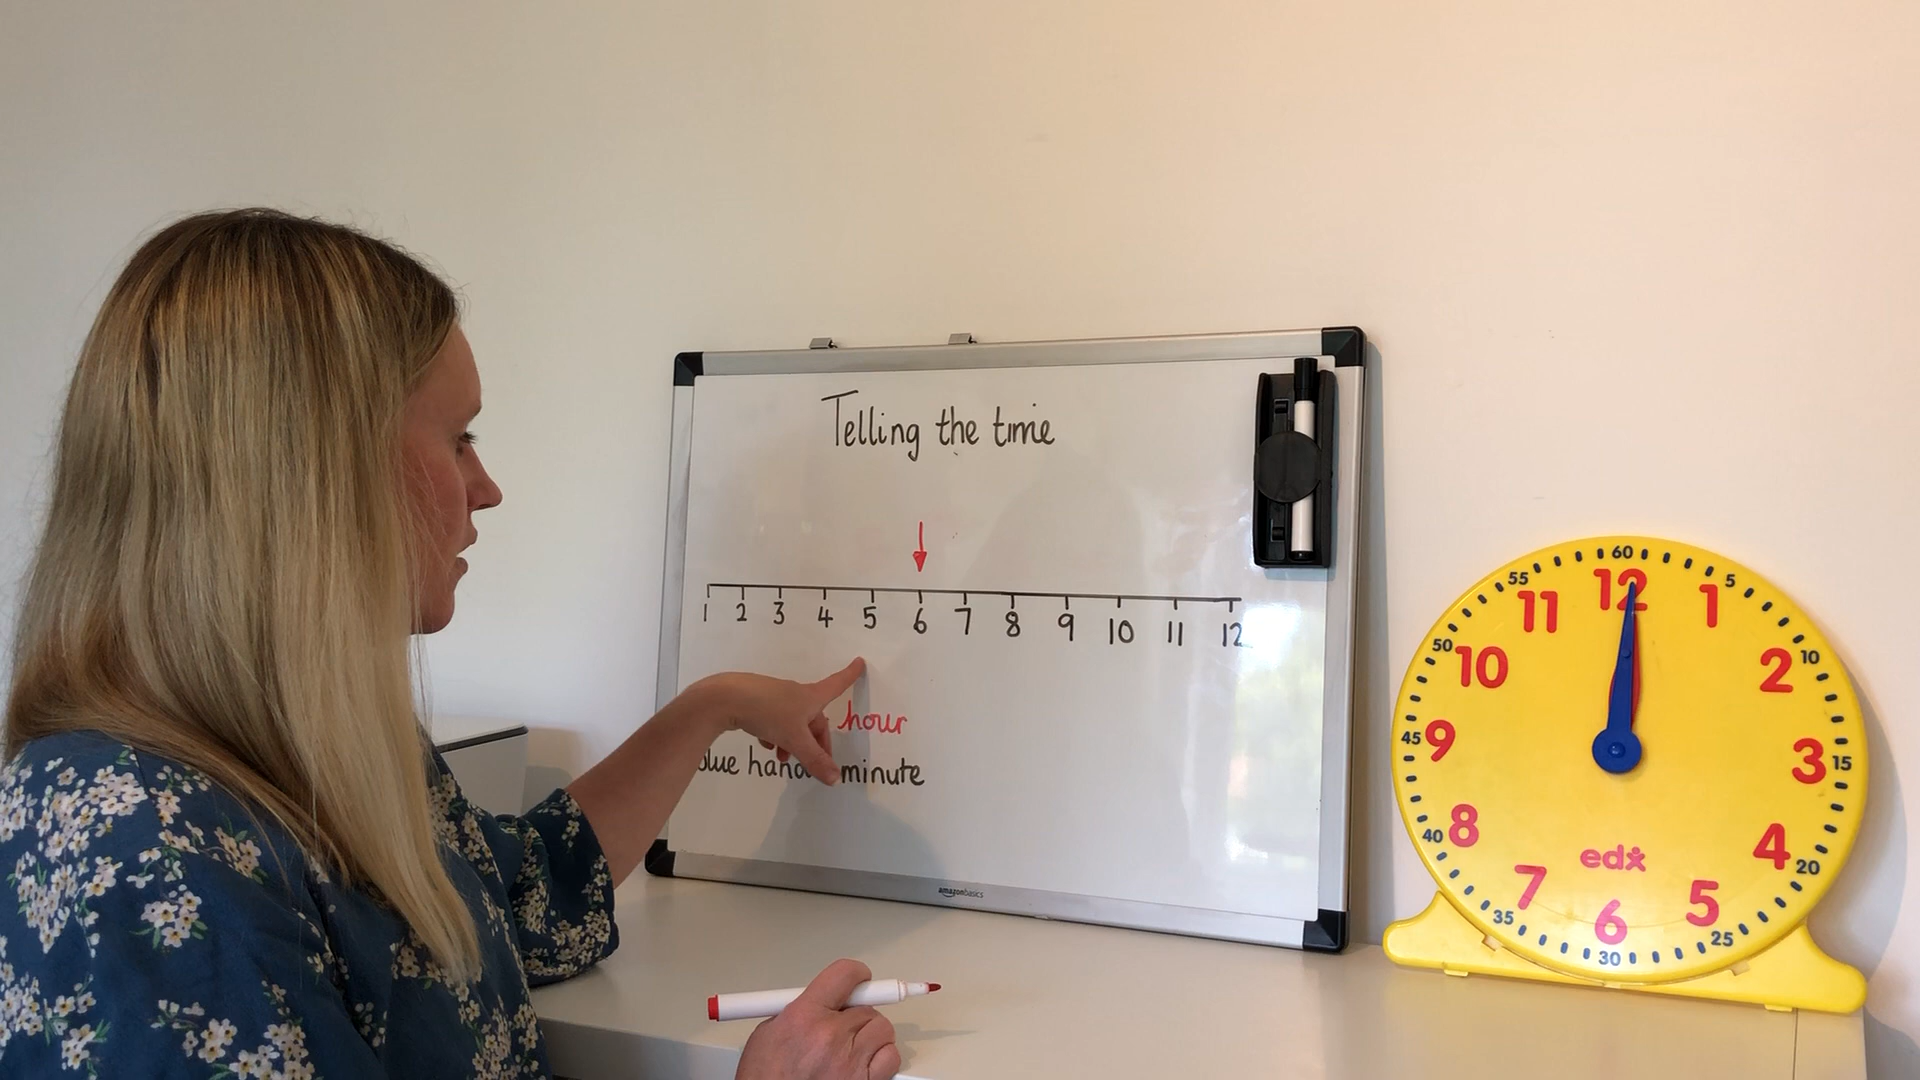 Telling the time
1 2 3 4 5 6 7 8 9 10 11 12
hour
blue hand minute
amazonbasics
60
55 12 5
11 1
50 10 2 10
45 9 3 15
40 8 4 20
edx
7 5
35 6 25
30